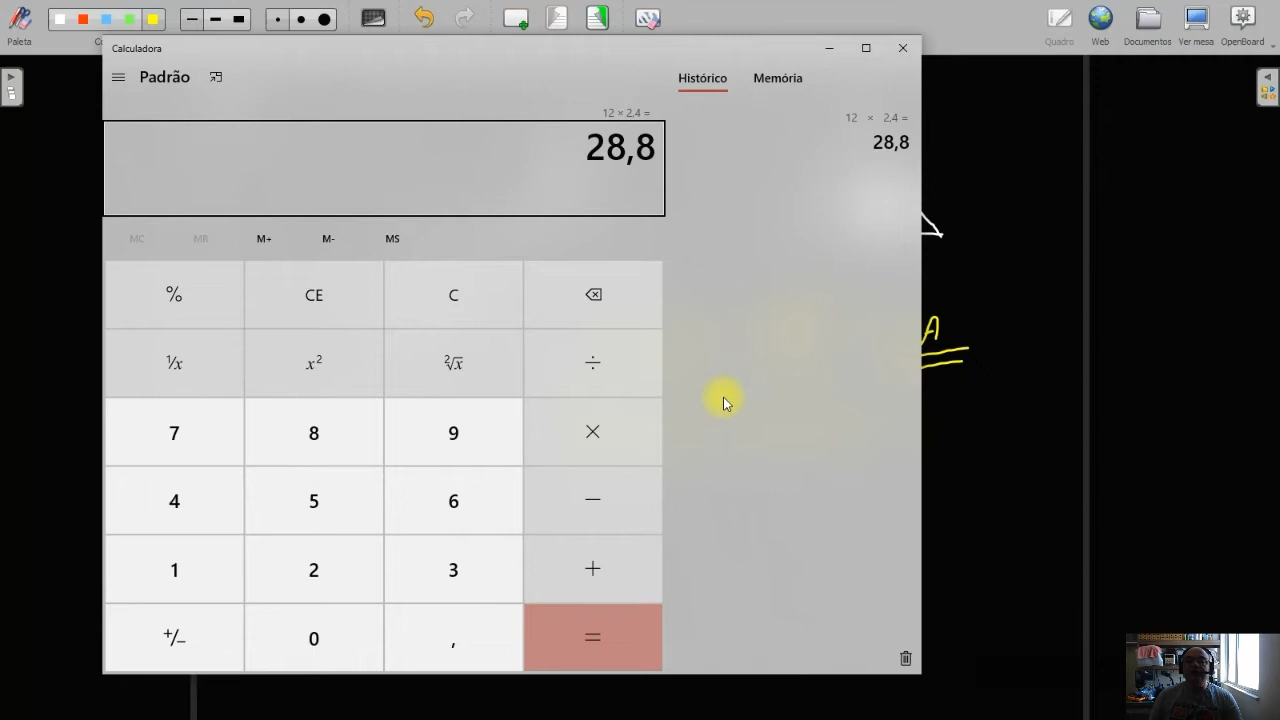 Paleta
Quadro
Web
Documentos
Ver mesa
OpenBoard
Calculadora
Padrão
Histórico
Memória
12 × 2,4 =
28,8
12 × 2,4 =
28,8
MC
MR
M+
M-
MS
%
CE
C
¹/x
x²
²√x
÷
7
8
9
×
4
5
6
−
1
2
3
+
+/−
0
,
=
A